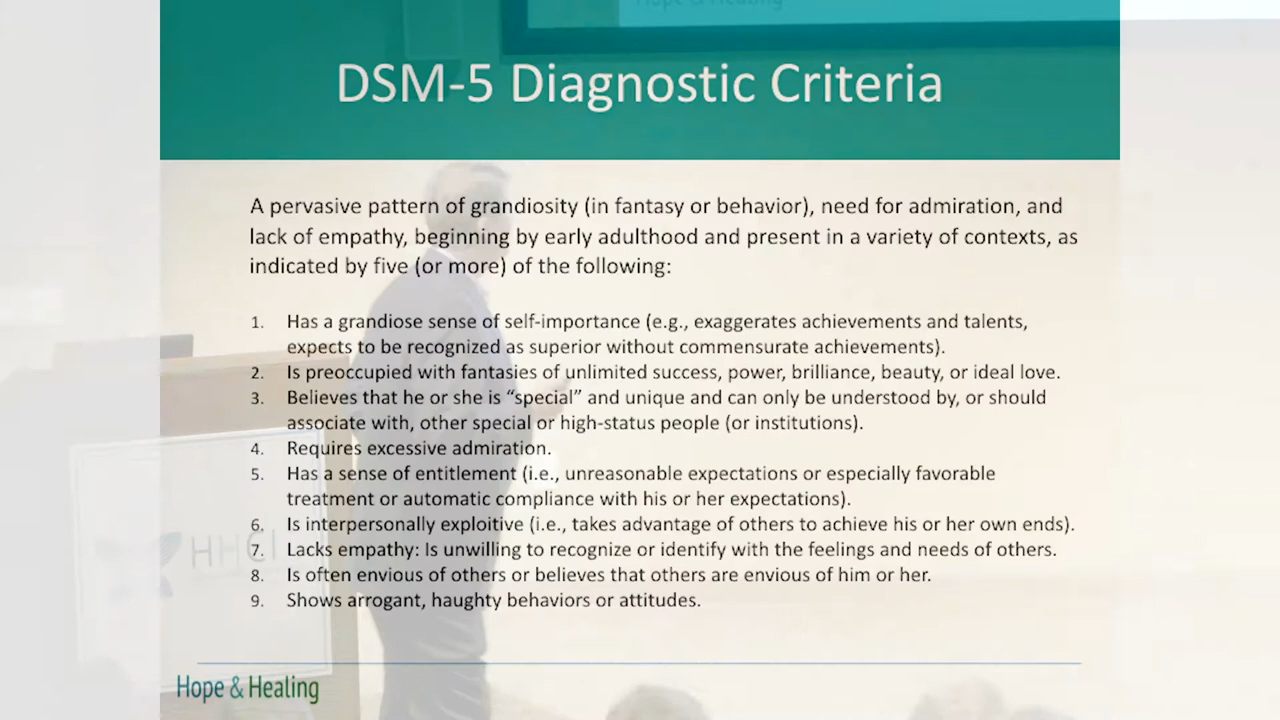 Hope & Healing
DSM-5 Diagnostic Criteria
A pervasive pattern of grandiosity (in fantasy or behavior), need for admiration, and
lack of empathy, beginning by early adulthood and present in a variety of contexts, as
indicated by five (or more) of the following:
1. Has a grandiose sense of self-importance (e.g., exaggerates achievements and talents,
expects to be recognized as superior without commensurate achievements).
2. Is preoccupied with fantasies of unlimited success, power, brilliance, beauty, or ideal love.
3. Believes that he or she is “special” and unique and can only be understood by, or should
associate with, other special or high-status people (or institutions).
4. Requires excessive admiration.
5. Has a sense of entitlement (i.e., unreasonable expectations or especially favorable
treatment or automatic compliance with his or her expectations).
6. Is interpersonally exploitive (i.e., takes advantage of others to achieve his or her own ends).
7. Lacks empathy: Is unwilling to recognize or identify with the feelings and needs of others.
8. Is often envious of others or believes that others are envious of him or her.
9. Shows arrogant, haughty behaviors or attitudes.
HHCI
Hope & Healing